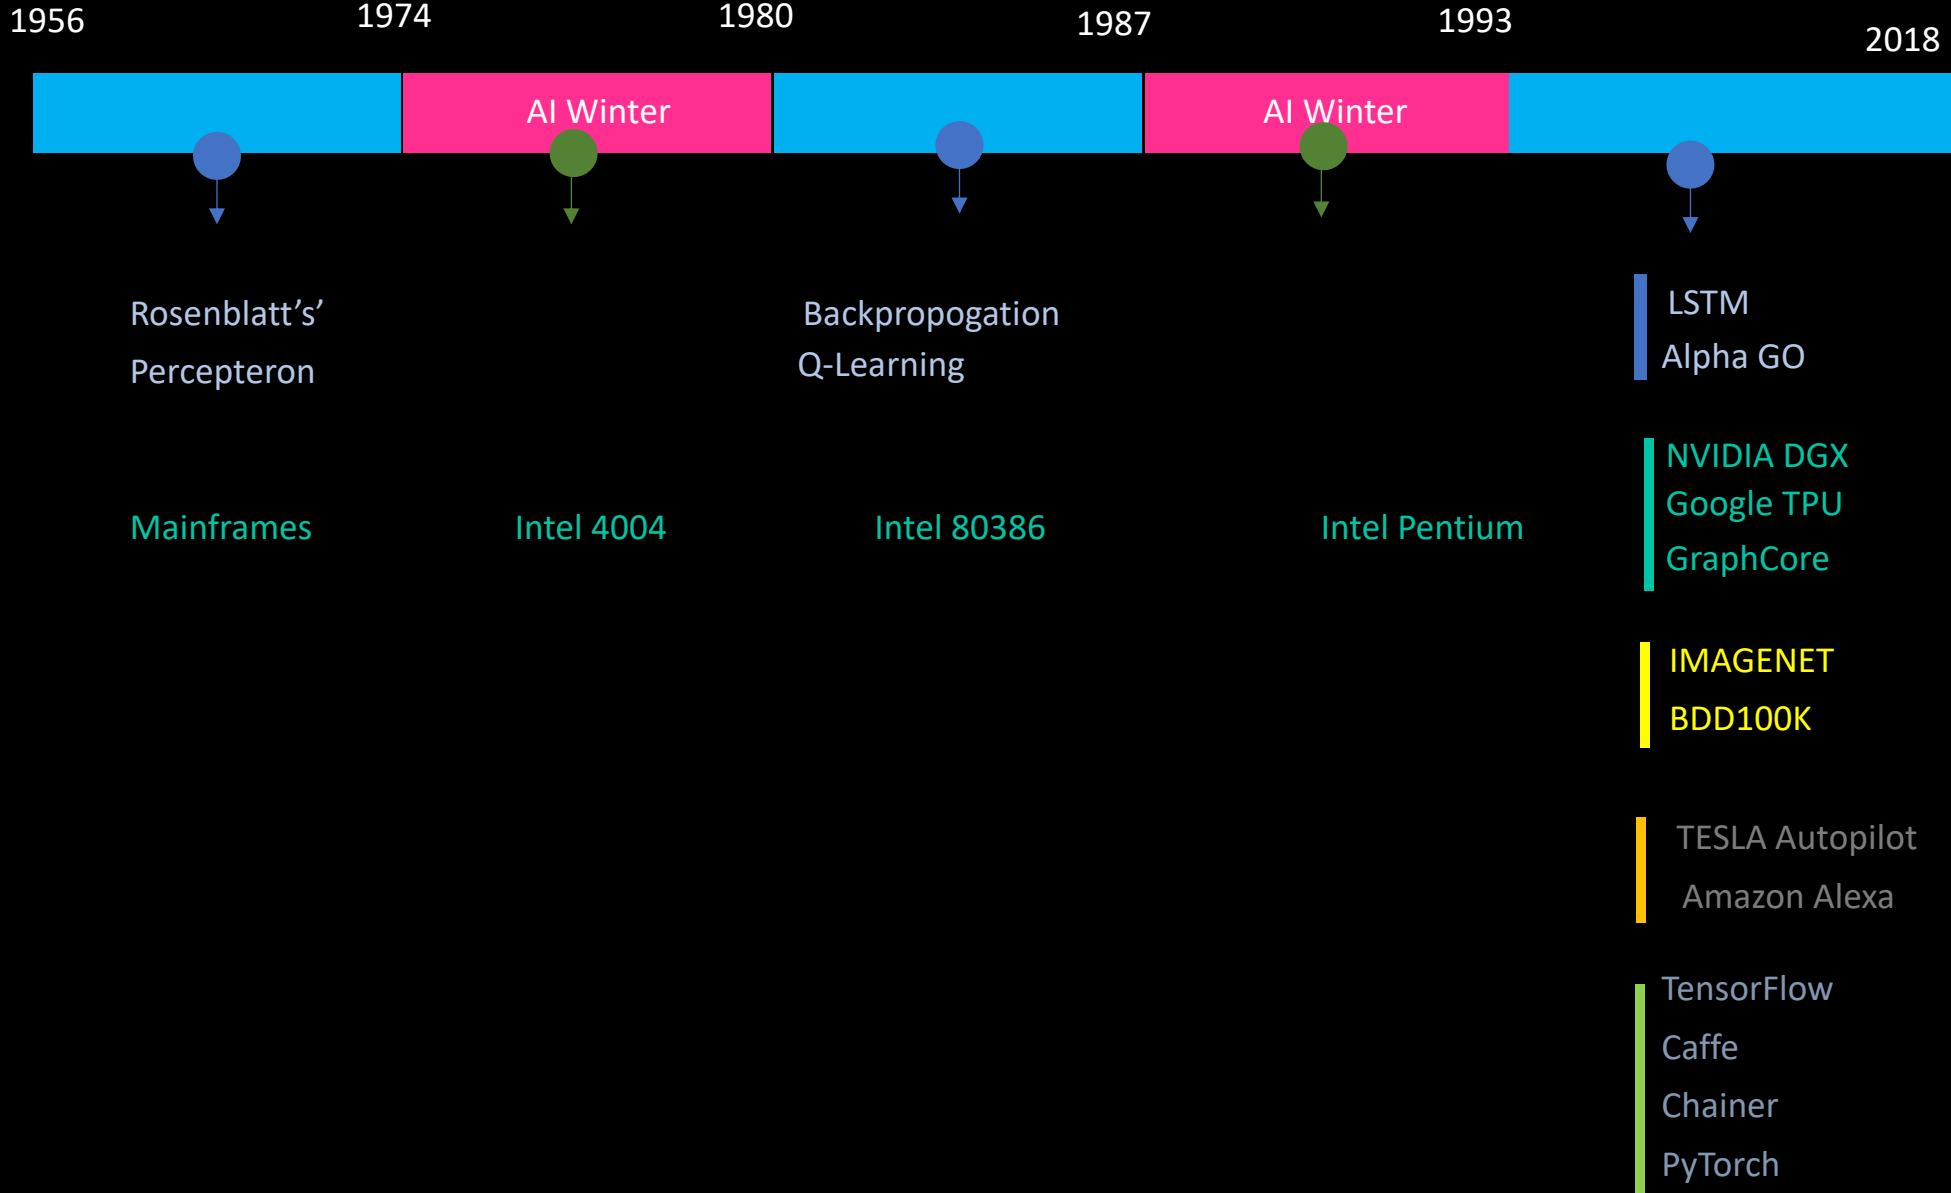 1956
1974
1980
1987
1993
2018
AI Winter
AI Winter
Rosenblatt’s’
Percepteron
Backpropogation
Q-Learning
LSTM
Alpha GO
Mainframes
Intel 4004
Intel 80386
Intel Pentium
NVIDIA DGX
Google TPU
GraphCore
IMAGENET
BDD100K
TESLA Autopilot
Amazon Alexa
TensorFlow
Caffe
Chainer
PyTorch